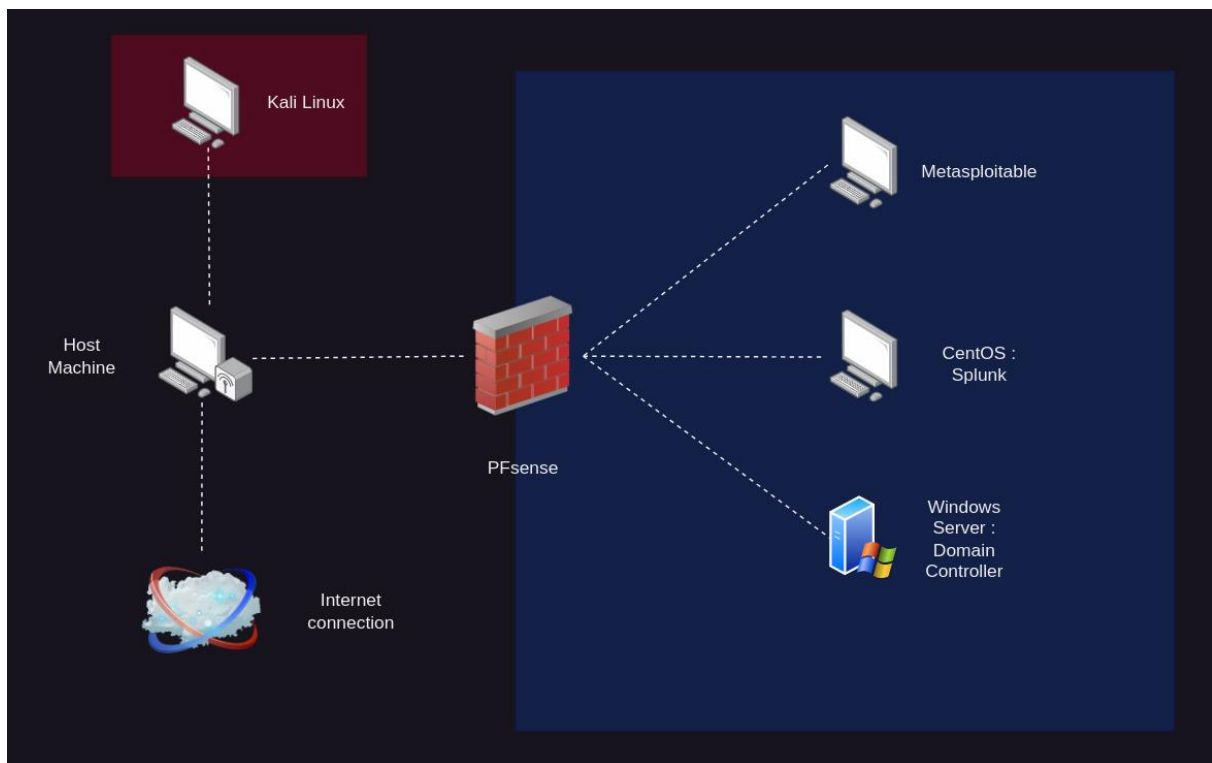 Kali Linux
Metasploitable
Host
Machine
CentOS :
Splunk
PFsense
Windows
Server :
Domain
Controller
Internet
connection